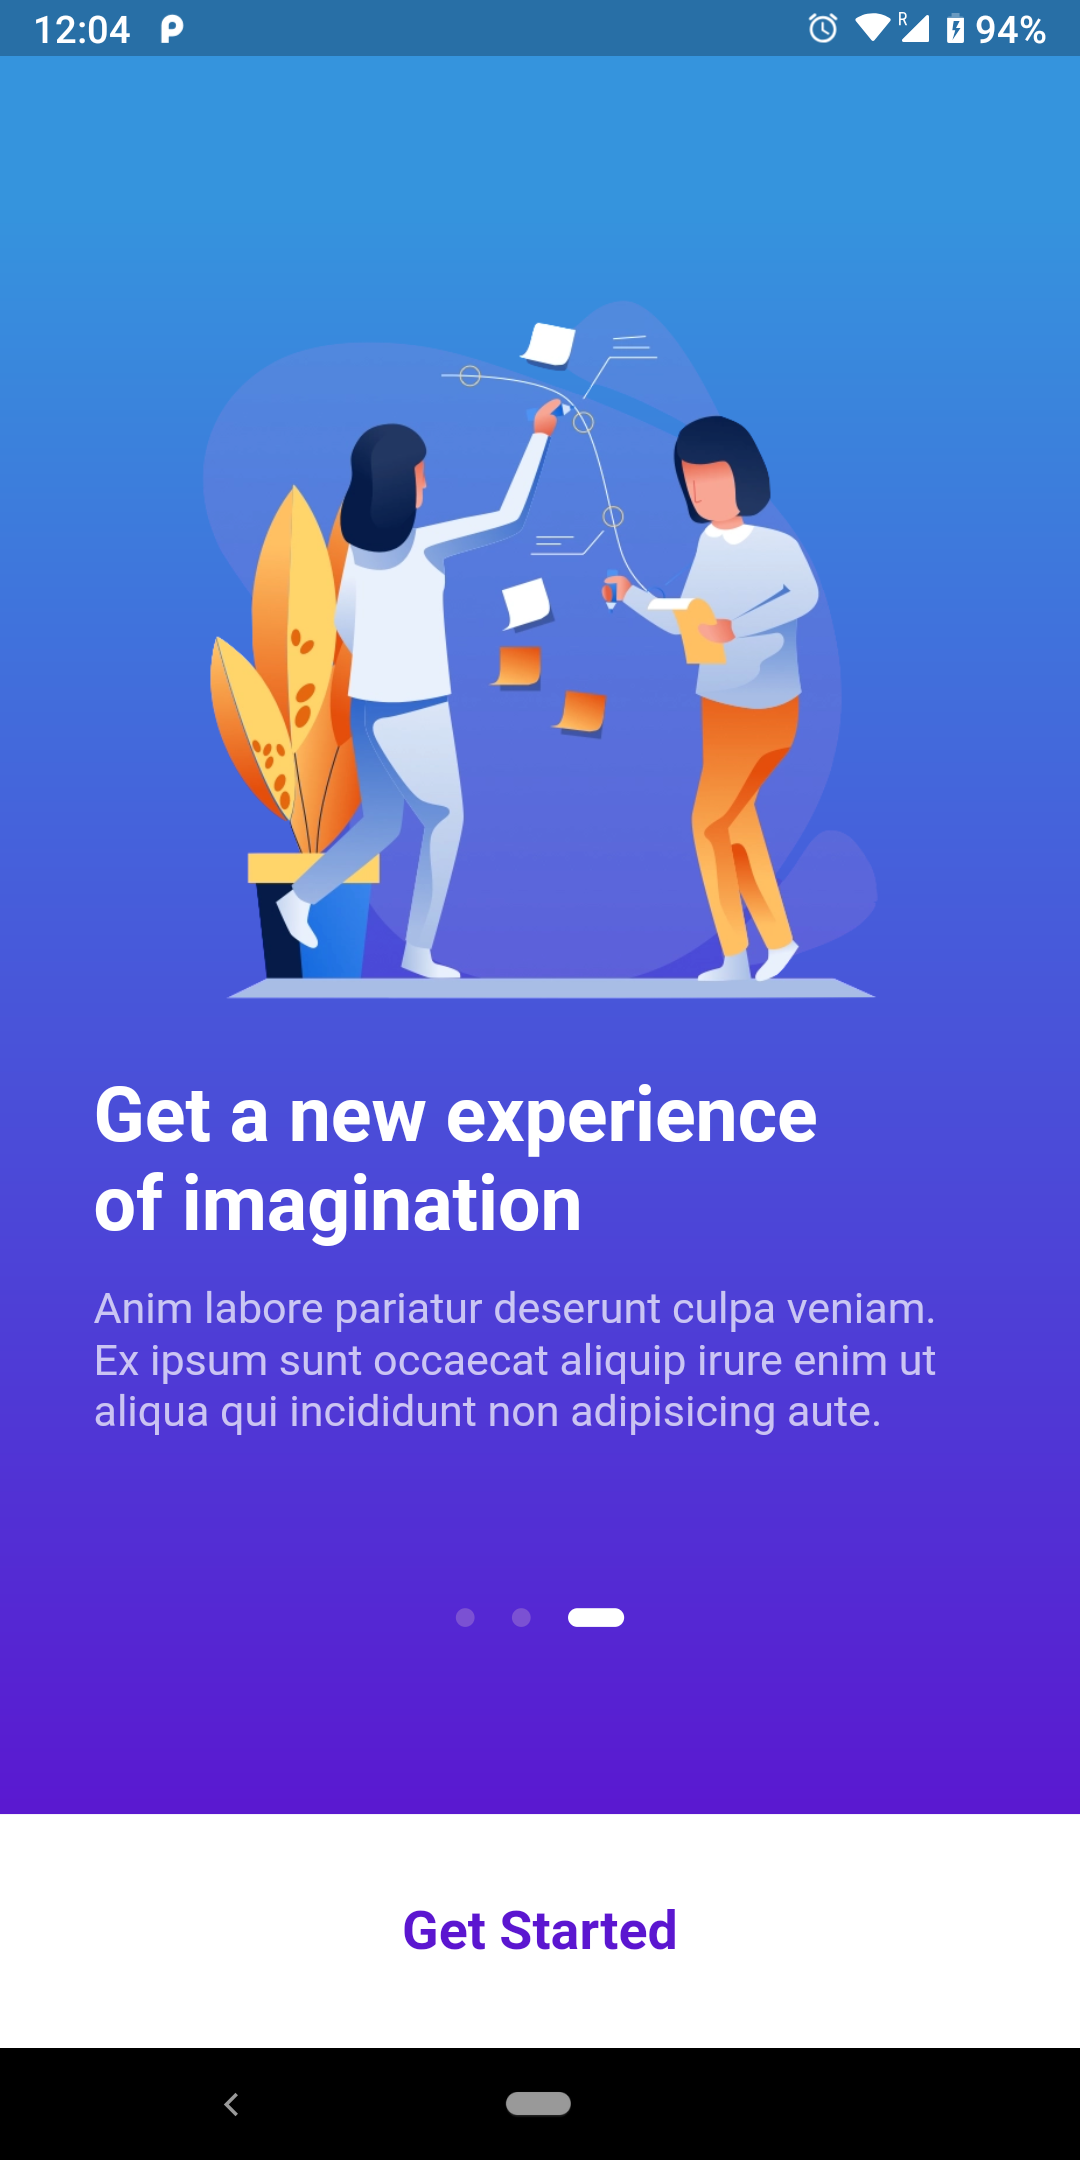 12:04
R
94%
Get a new experience
of imagination
Anim labore pariatur deserunt culpa veniam.
Ex ipsum sunt occaecat aliquip irure enim ut
aliqua qui incididunt non adipisicing aute.
Get Started